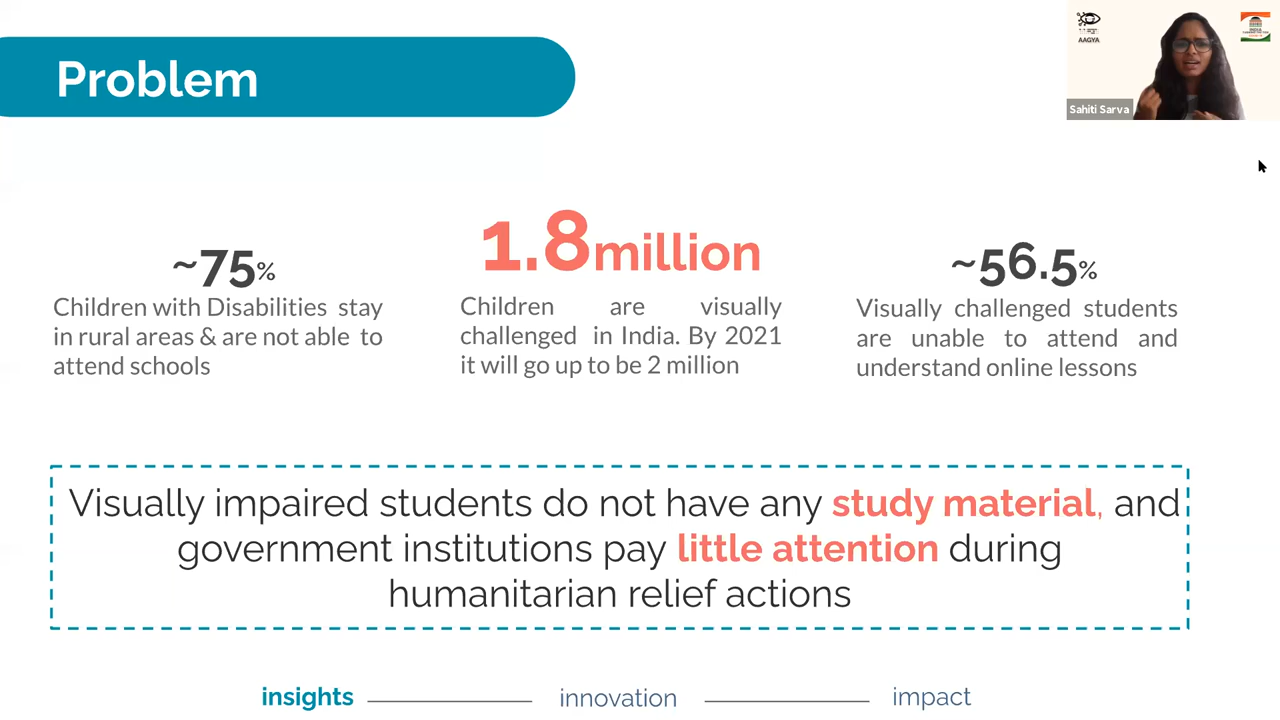 Problem
AAGYA
Sahiti Sarva
~75%
Children with Disabilities stay
in rural areas & are not able to
attend schools
1.8million
Children are visually
challenged in India. By 2021
it will go up to be 2 million
~56.5%
Visually challenged students
are unable to attend and
understand online lessons
Visually impaired students do not have any study material, and
government institutions pay little attention during
humanitarian relief actions
insights
innovation
impact